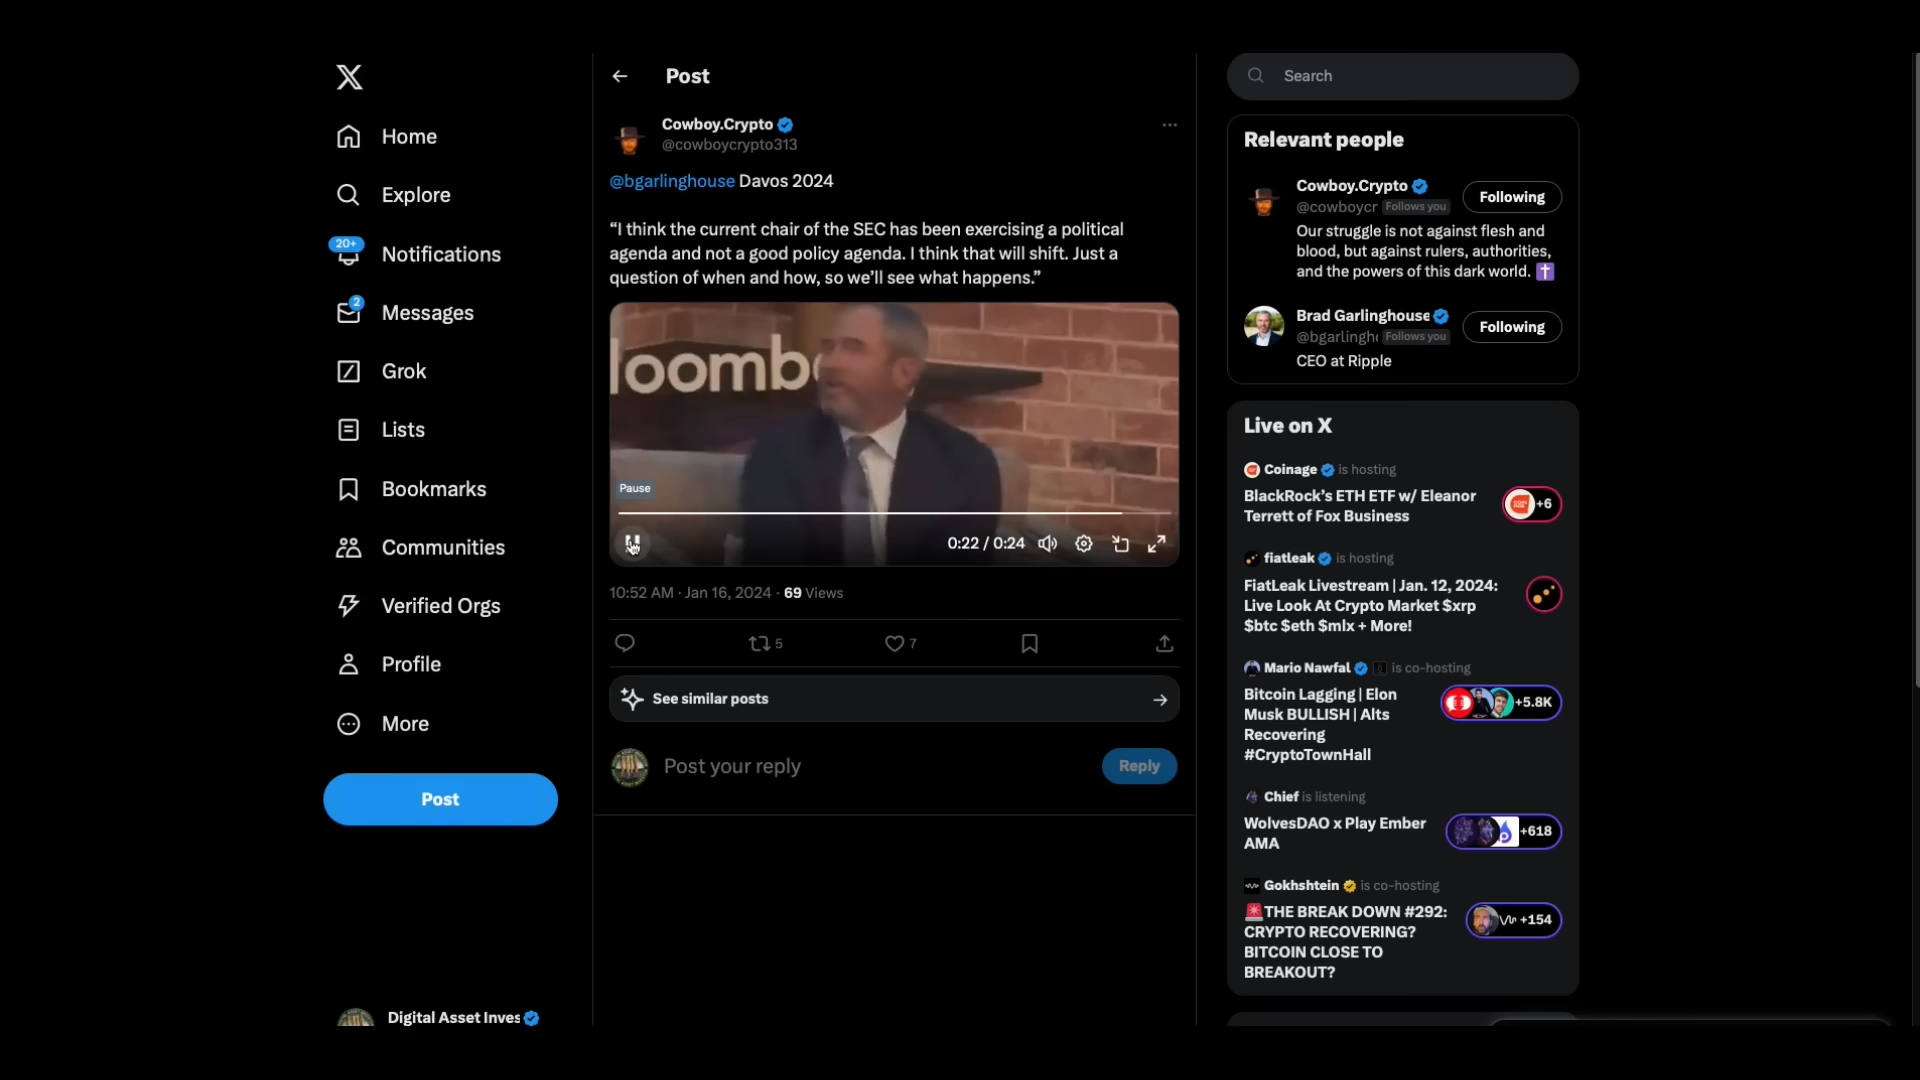 Home
Explore
20+
Notifications
2
Messages
Grok
Lists
Bookmarks
Communities
Verified Orgs
Profile
More
Post
Digital Asset Inves
Post
Cowboy.Crypto
@cowboycrypto313
@bgarlinghouse Davos 2024
“I think the current chair of the SEC has been exercising a political
agenda and not a good policy agenda. I think that will shift. Just a
question of when and how, so we’ll see what happens.”
loombe
Pause
0:22 / 0:24
10:52 AM · Jan 16, 2024 · 69 Views
5
7
See similar posts
Post your reply
Reply
Search
Relevant people
Cowboy.Crypto
@cowboycr Follows you
Following
Our struggle is not against flesh and
blood, but against rulers, authorities,
and the powers of this dark world.
Brad Garlinghouse
@bgarlingh Follows you
Following
CEO at Ripple
Live on X
Coinage is hosting
BlackRock’s ETH ETF w/ Eleanor
Terrett of Fox Business
+6
fiatleak is hosting
FiatLeak Livestream | Jan. 12, 2024:
Live Look At Crypto Market $xrp
$btc $eth $mlx + More!
Mario Nawfal is co-hosting
Bitcoin Lagging | Elon
Musk BULLISH | Alts
Recovering
#CryptoTownHall
+5.8K
Chief is listening
WolvesDAO x Play Ember
AMA
+618
Gokhshtein is co-hosting
🚨THE BREAK DOWN #292:
CRYPTO RECOVERING?
BITCOIN CLOSE TO
BREAKOUT?
+154